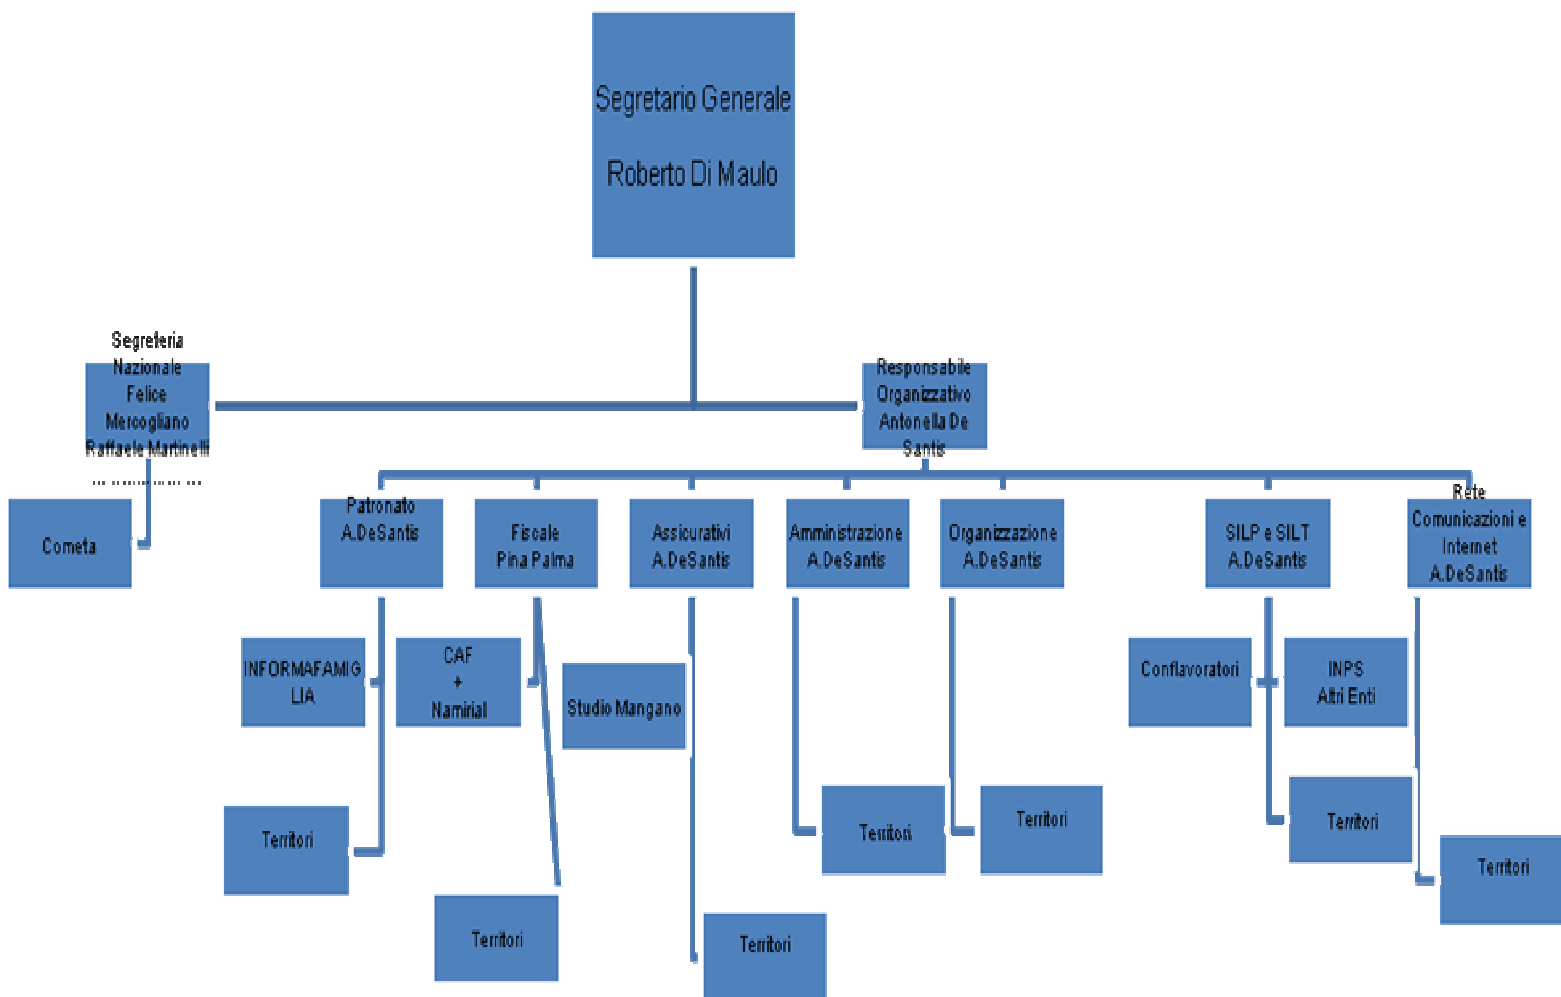 Segretario Generale
Roberto Di Maulo
Segreteria
Nazionale
Felice
Mercogliano
Raffaele Martinelli
Responsabile
Organizzativo
Antonella De
Santis
Cometa
Patronato
A.DeSantis
Fiscale
Pina Palma
Assicurativi
A.DeSantis
Amministrazione
A.DeSantis
Organizzazione
A.DeSantis
SILP e SILT
A.DeSantis
Rete
Comunicazioni e
Internet
A.DeSantis
INFORMAFAMIG
LIA
CAF
+
Namirial
Studio Mangano
Conflavoratori
INPS
Altri Enti
Territori
Territori
Territori
Territori
Territori
Territori
Territori